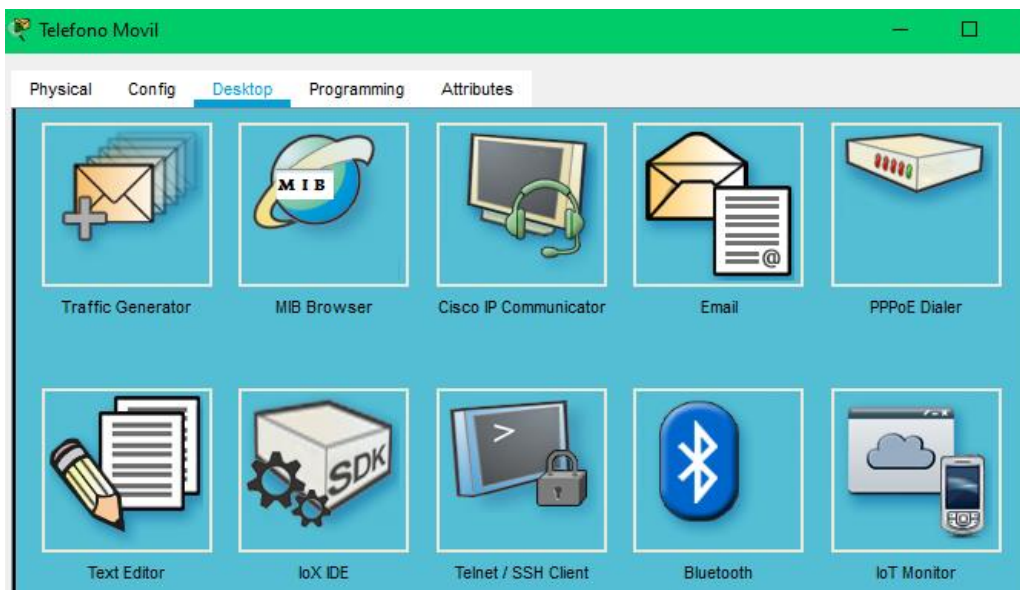 Telefono Movil
Physical Config Desktop Programming Attributes
MIB
Traffic Generator MIB Browser Cisco IP Communicator Email PPPoE Dialer
@
SDK
>
Text Editor IoX IDE Telnet / SSH Client Bluetooth IoT Monitor